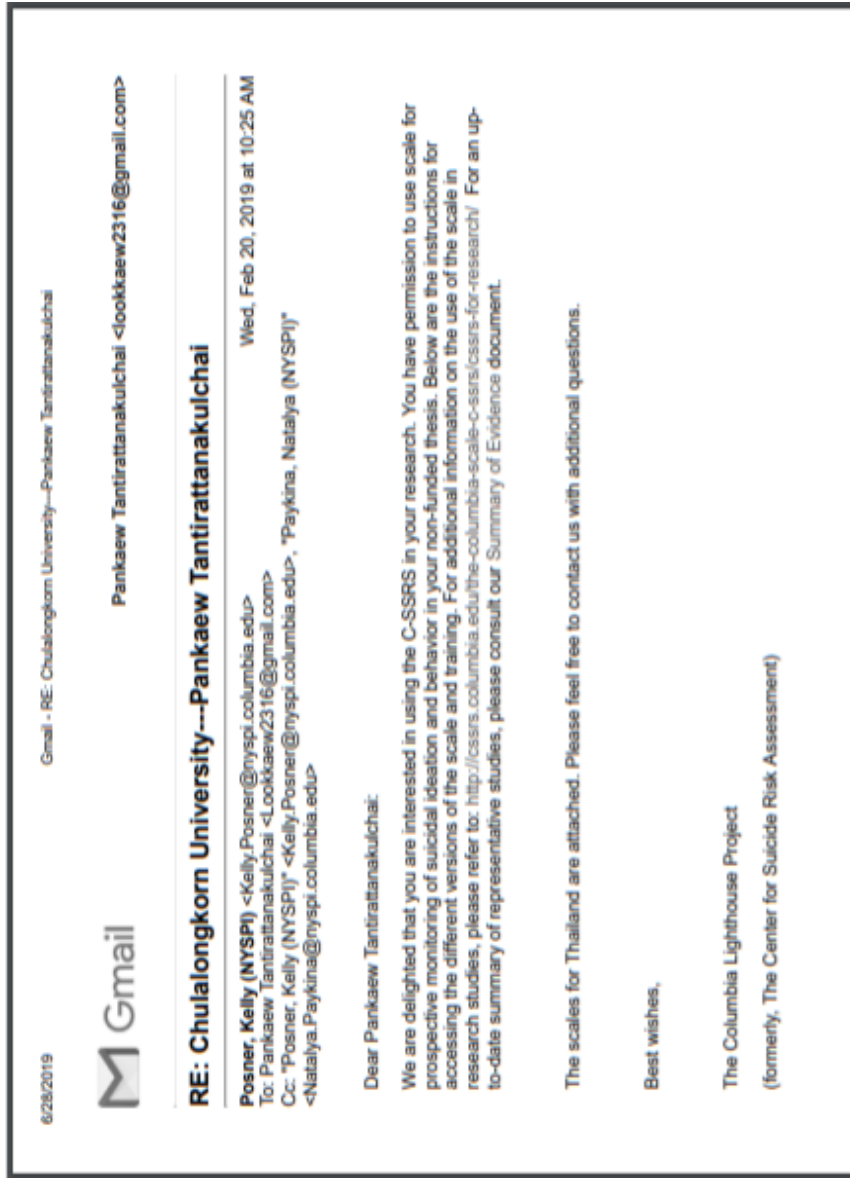 6/28/2019
Gmail - RE: Chulalongkorn University---Pankaew Tantirattanakulchai
Gmail
Pankaew Tantirattanakulchai <lookkaew2316@gmail.com>
RE: Chulalongkorn University---Pankaew Tantirattanakulchai
Posner, Kelly (NYSPI) <Kelly.Posner@nyspi.columbia.edu>
Wed, Feb 20, 2019 at 10:25 AM
To: Pankaew Tantirattanakulchai <Lookkaew2316@gmail.com>
Cc: "Posner, Kelly (NYSPI)" <Kelly.Posner@nyspi.columbia.edu>, "Paykina, Natalya (NYSPI)"
<Natalya.Paykina@nyspi.columbia.edu>
Dear Pankaew Tantirattanakulchai:
We are delighted that you are interested in using the C-SSRS in your research. You have permission to use scale for
prospective monitoring of suicidal ideation and behavior in your non-funded thesis. Below are the instructions for
accessing the different versions of the scale and training. For additional information on the use of the scale in
research studies, please refer to: http://cssrs.columbia.edu/the-columbia-scale-c-ssrs/cssrs-for-research/ For an up-
to-date summary of representative studies, please consult our Summary of Evidence document.
The scales for Thailand are attached. Please feel free to contact us with additional questions.
Best wishes,
The Columbia Lighthouse Project
(formerly, The Center for Suicide Risk Assessment)